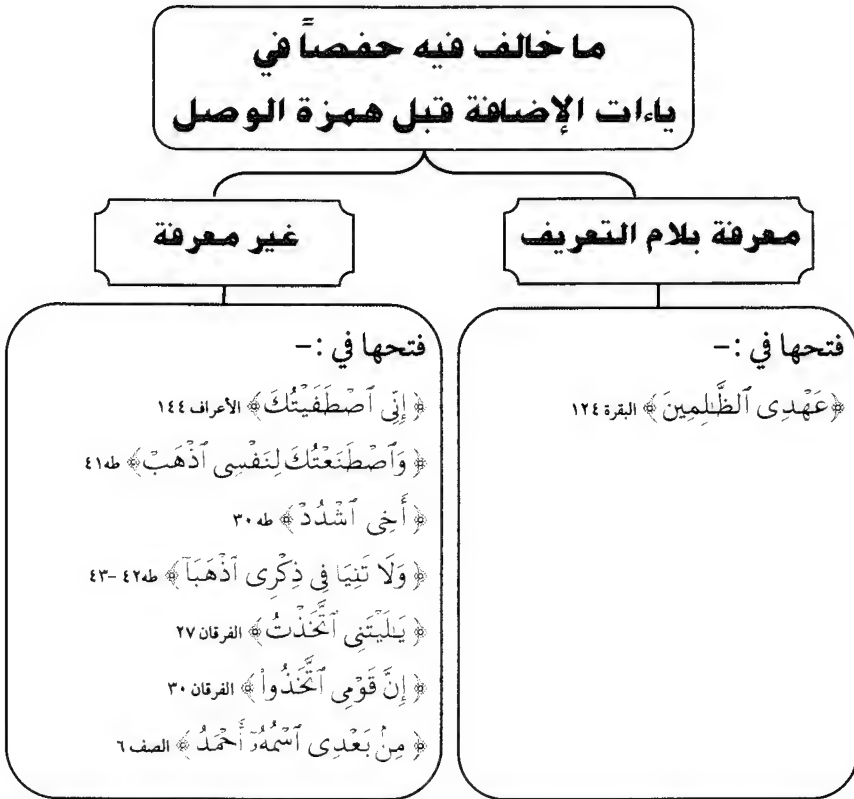 ما خالف فيه حفصاً في
ياءات الإضافة قبل همزة الوصل
معرفة بلام التعريف
فتحها في :–
﴿عَهْدِى ٱلظَّٰلِمِينَ﴾ البقرة ١٢٤
غير معرفة
فتحها في :–
﴿إِنِّى ٱصْطَفَيْتُكَ﴾ الأعراف ١٤٤
﴿وَٱصْطَنَعْتُكَ لِنَفْسِى ٱذْهَبْ﴾ طه ٤١
﴿أَخِى ٱشْدُدْ﴾ طه ٣٠
﴿وَلَا تَنِيَا فِى ذِكْرِى ٱذْهَبَآ﴾ طه ٤٢ –٤٣
﴿يَٰلَيْتَنِى ٱتَّخَذْتُ﴾ الفرقان ٢٧
﴿إِنَّ قَوْمِى ٱتَّخَذُواْ﴾ الفرقان ٣٠
﴿مِنۢ بَعْدِى ٱسْمُهُۥٓ أَحْمَدُ﴾ الصف ٦